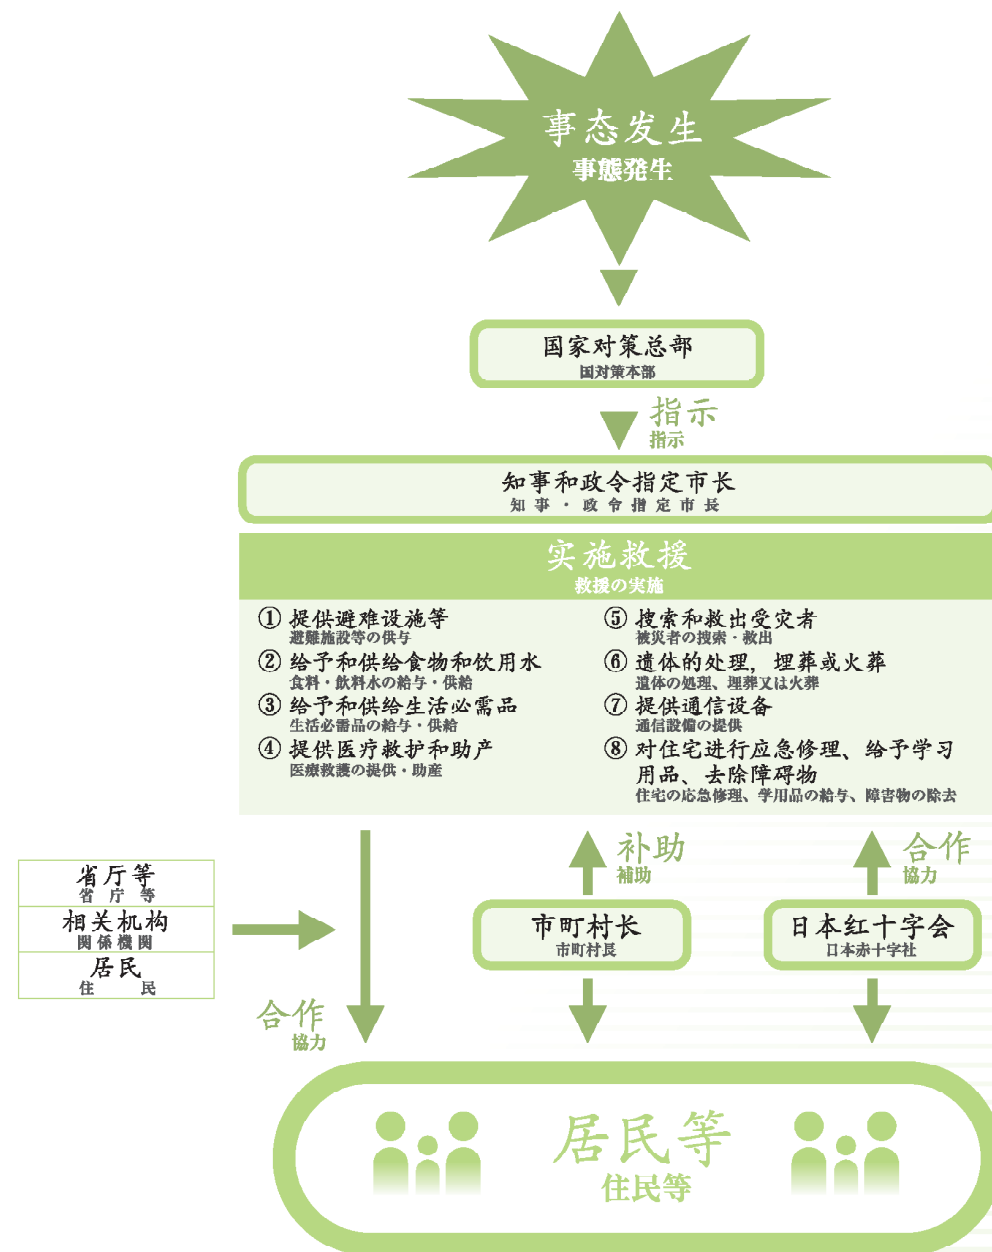 事态发生
事態発生
国家对策总部
国対策本部
指示
指示
知事和政令指定市长
知事・政令指定市長
实施救援
救援の実施
① 提供避难设施等
避難施設等の供与
② 给予和供给食物和饮用水
食料・飲料水の給与・供給
③ 给予和供给生活必需品
生活必需品の給与・供給
④ 提供医疗救护和助产
医療救護の提供・助産
⑤ 搜索和救出受灾者
被災者の捜索・救出
⑥ 遗体的处理，埋葬或火葬
遺体の処理、埋葬又は火葬
⑦ 提供通信设备
通信設備の提供
⑧ 对住宅进行应急修理、给予学习
用品、去除障碍物
住宅の応急修理、学用品の給与、障害物の除去
省厅等
省庁等
相关机构
関係機関
居民
住民
合作
協力
补助
補助
市町村长
市町村長
合作
協力
日本红十字会
日本赤十字社
居民等
住民等